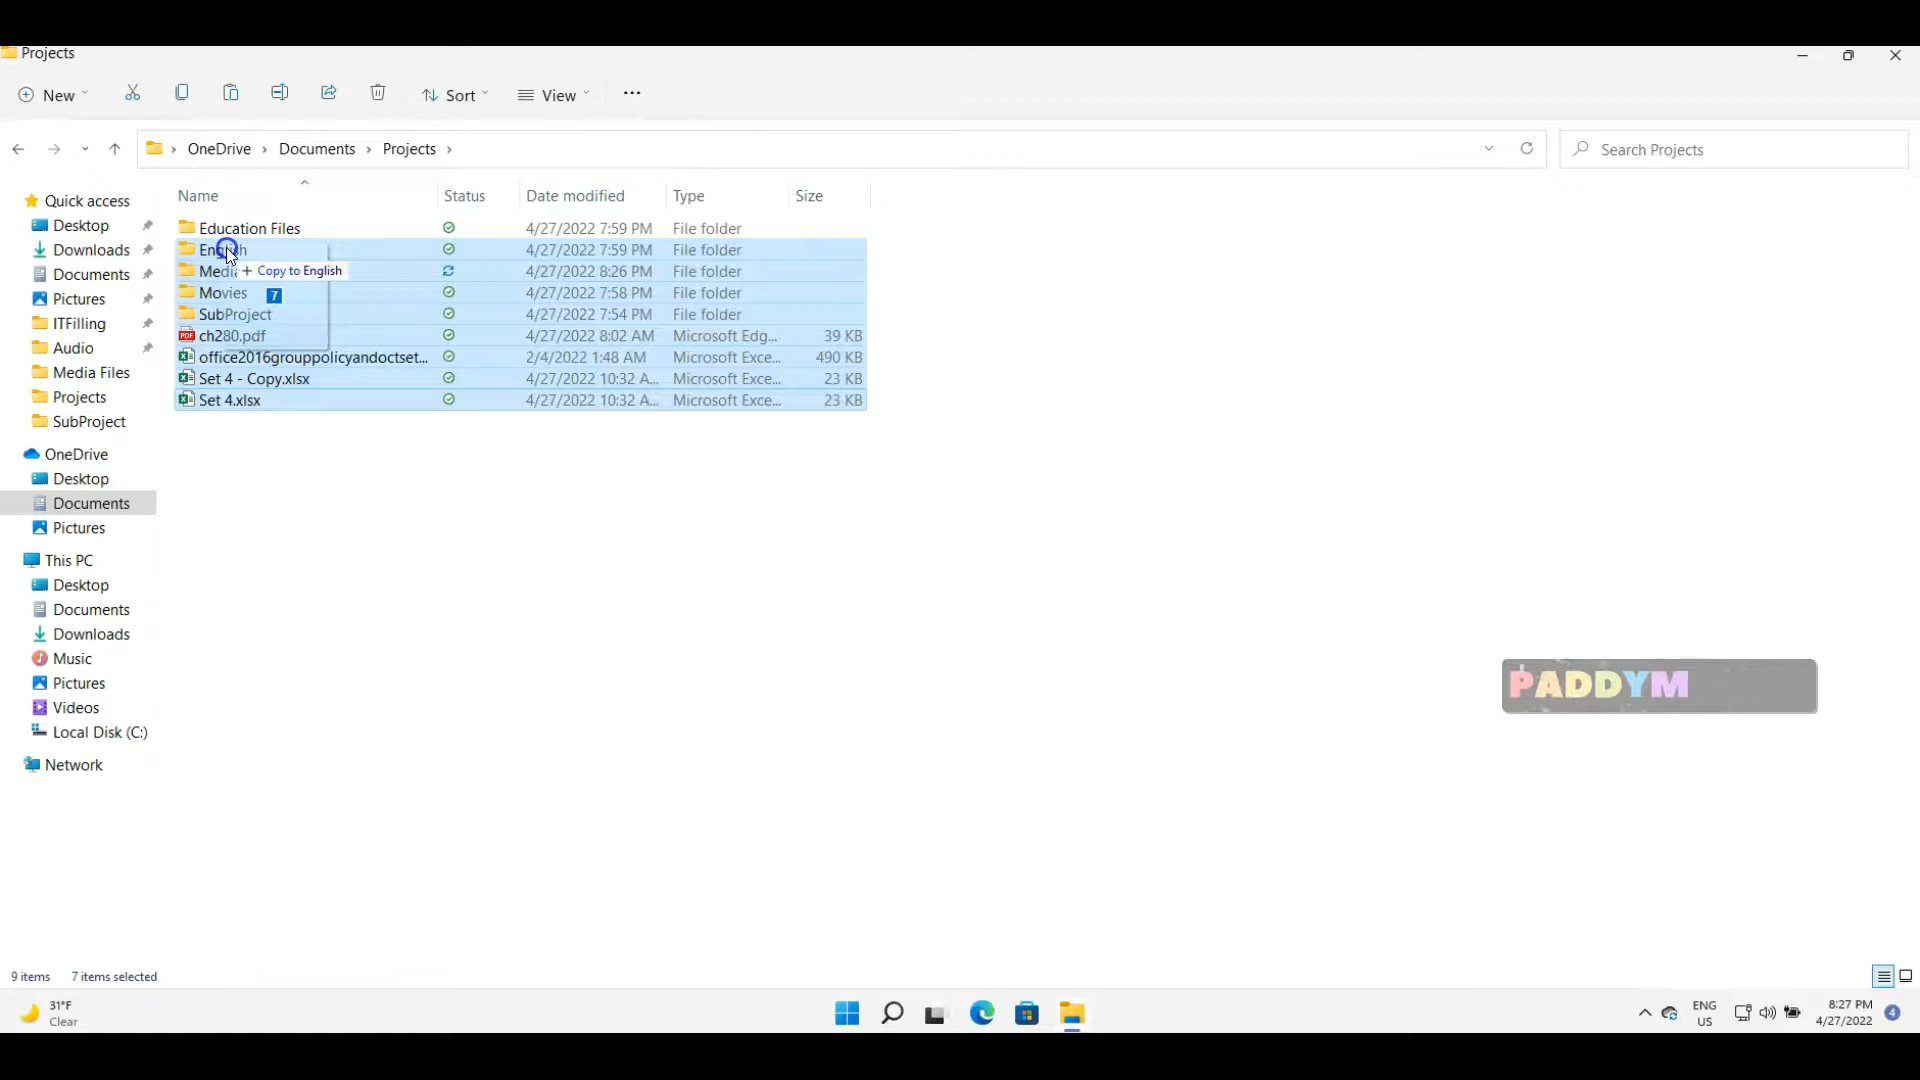 Projects
New
Sort
View
OneDrive
Documents
Projects
Search Projects
Name
Status
Date modified
Type
Size
Quick access
Desktop
Downloads
Documents
Pictures
ITFilling
Audio
Media Files
Projects
SubProject
OneDrive
Desktop
Documents
Pictures
This PC
Desktop
Documents
Downloads
Music
Pictures
Videos
Local Disk (C:)
Network
Education Files 4/27/2022 7:59 PM File folder
English 4/27/2022 7:59 PM File folder
Media 4/27/2022 8:26 PM File folder
+ Copy to English
Movies 4/27/2022 7:58 PM File folder
7
SubProject 4/27/2022 7:54 PM File folder
PDF ch280.pdf 4/27/2022 8:02 AM Microsoft Edg... 39 KB
office2016grouppolicyandoctset... 2/4/2022 1:48 AM Microsoft Exce... 490 KB
Set 4 - Copy.xlsx 4/27/2022 10:32 A... Microsoft Exce... 23 KB
Set 4.xlsx 4/27/2022 10:32 A... Microsoft Exce... 23 KB
PADDYM
9 items 7 items selected
31°F
Clear
ENG
US
8:27 PM
4/27/2022
4